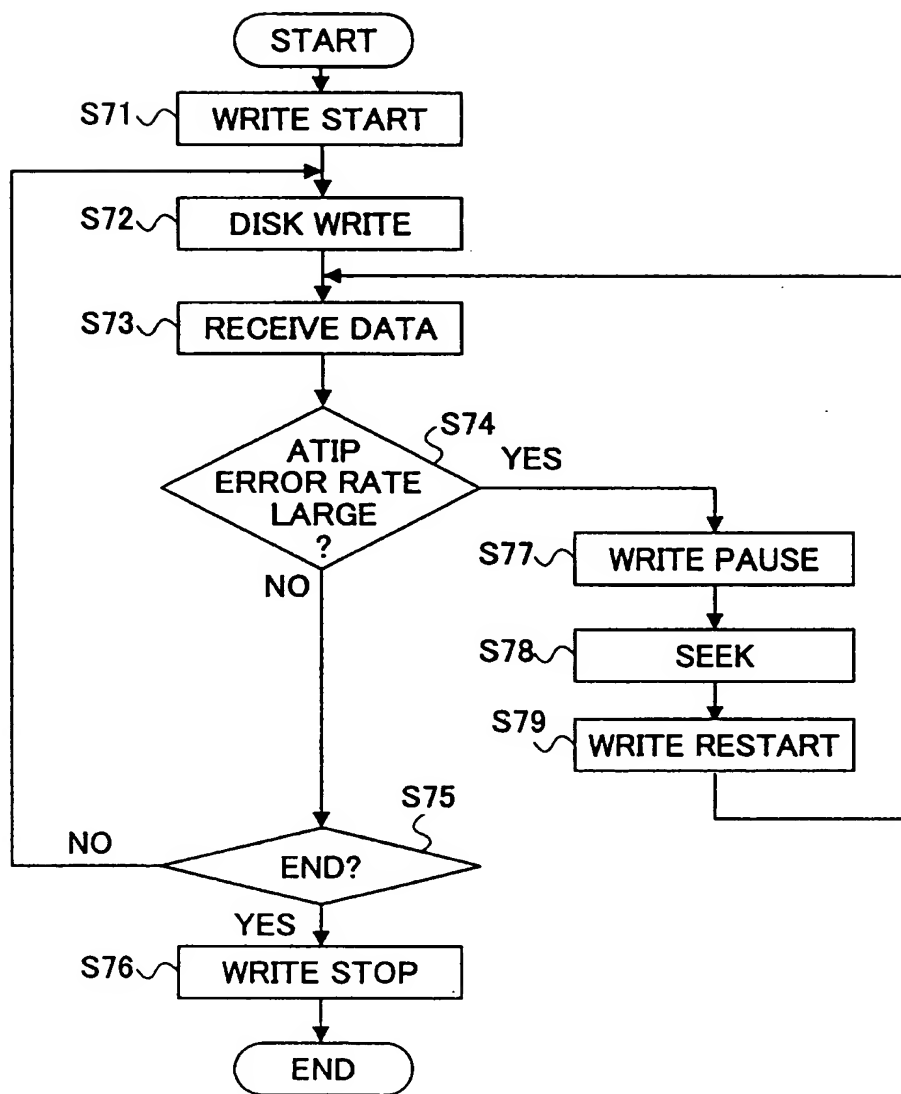 START
S71
WRITE START
S72
DISK WRITE
S73
RECEIVE DATA
S74
ATIP
ERROR RATE
LARGE
?
YES
NO
S77
WRITE PAUSE
S78
SEEK
S79
WRITE RESTART
S75
NO
END?
YES
S76
WRITE STOP
END